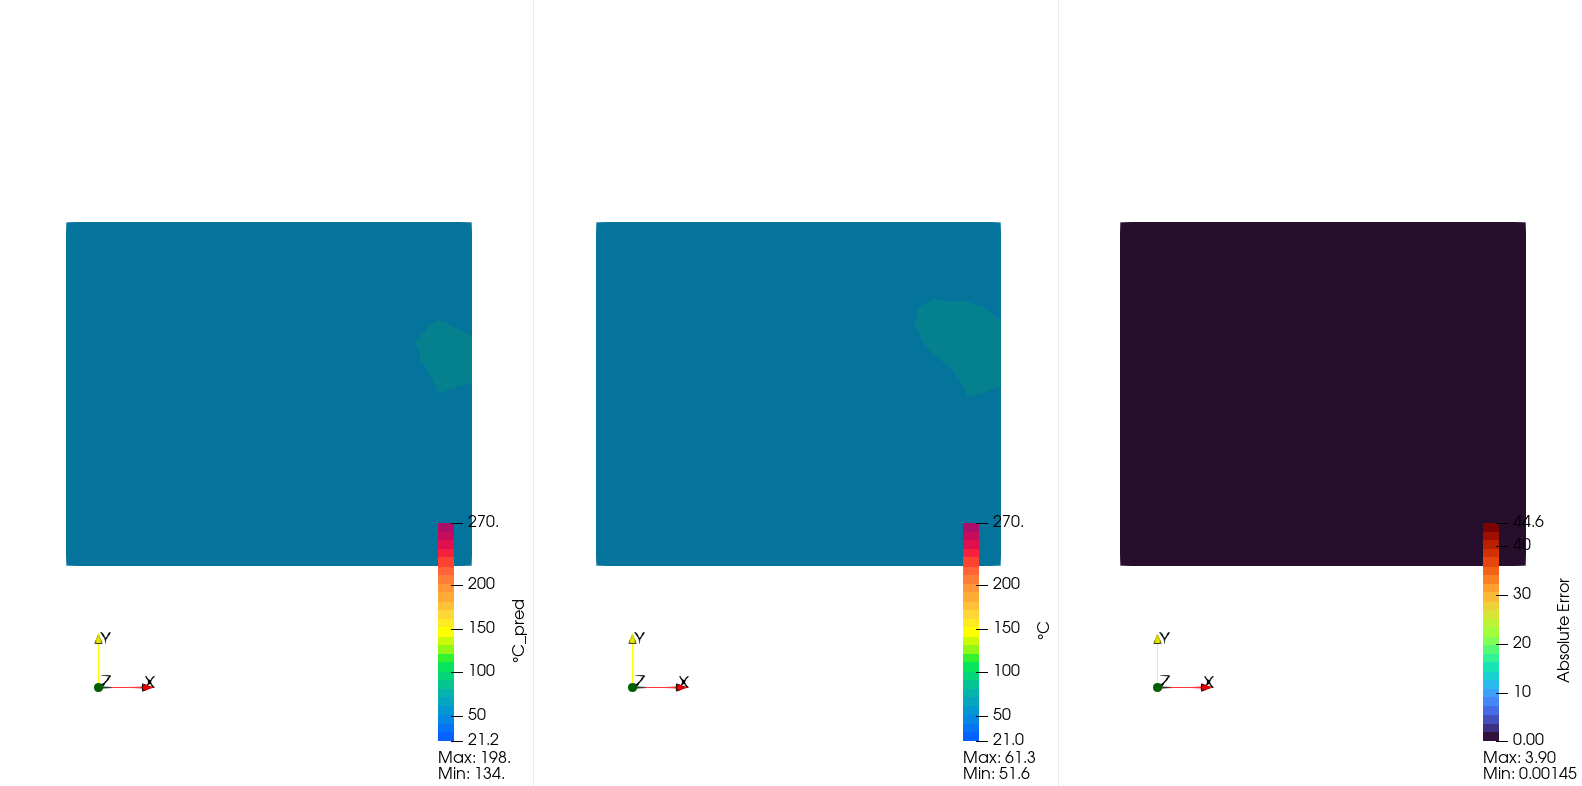 270.
200
150
100
50
21.2
°C_pred
Max: 198.
Min: 134.
Y
Z
X
270.
200
150
100
50
21.0
°C
Max: 61.3
Min: 51.6
Y
Z
X
44.6
40
30
20
10
0.00
Absolute Error
Max: 3.90
Min: 0.00145
Y
Z
X